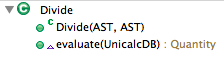 Divide
Divide(AST, AST)
evaluate(UnicalcDB) : Quantity